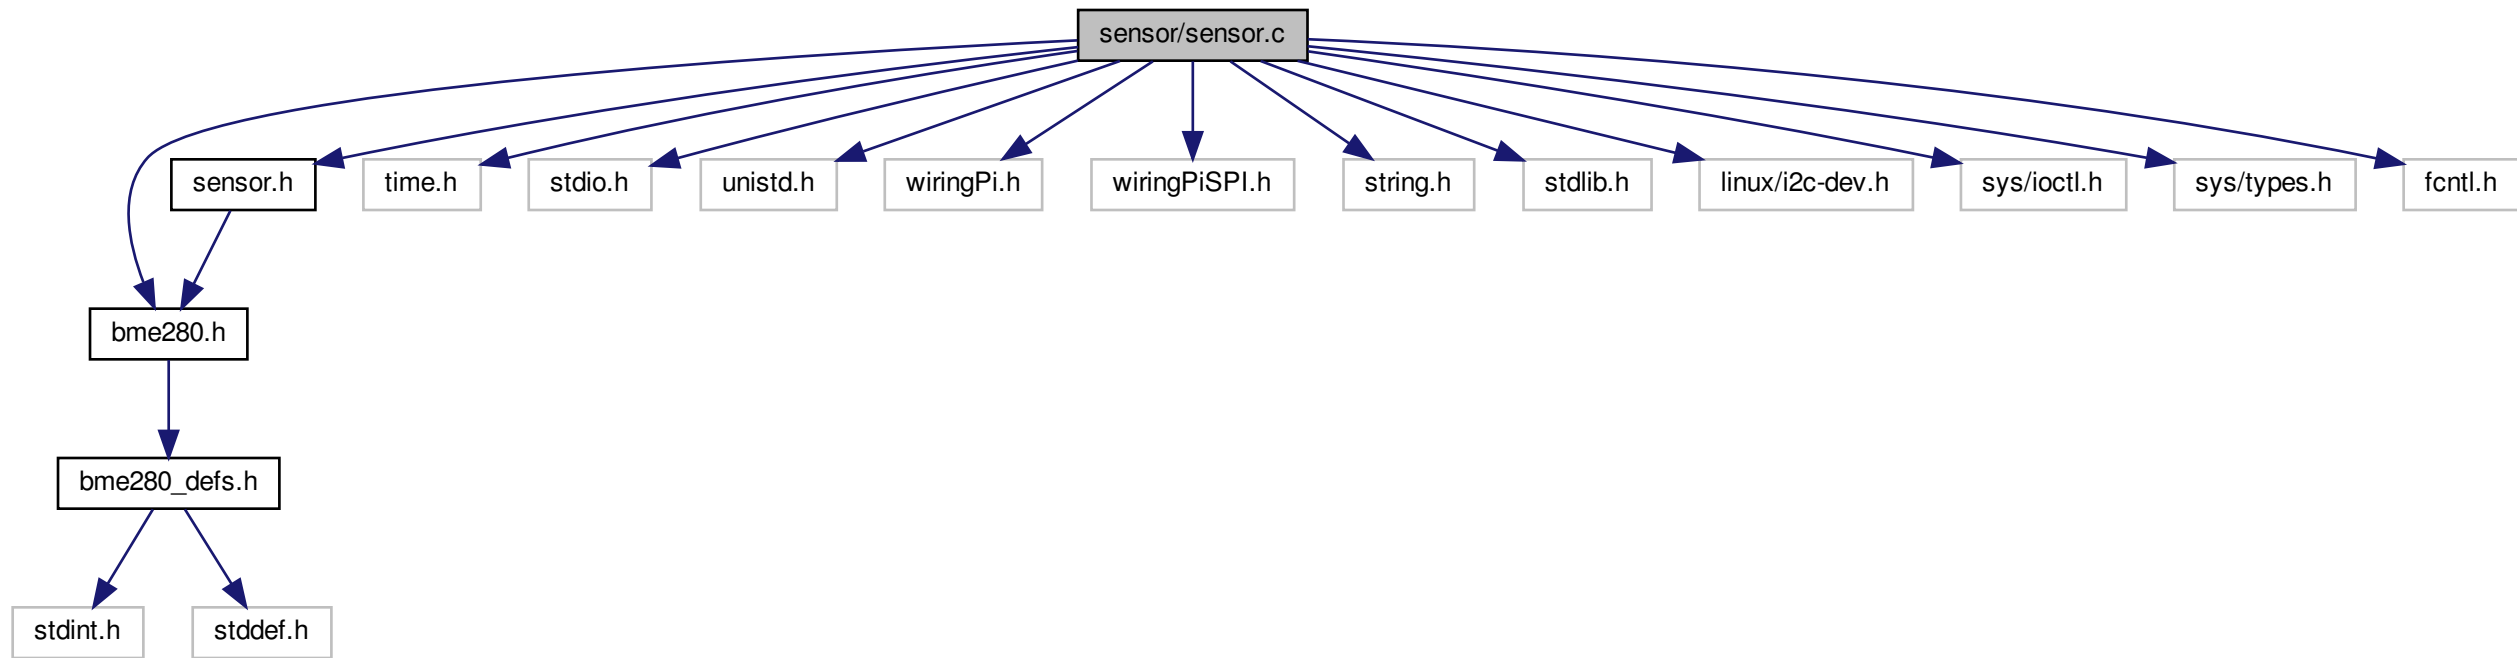 sensor/sensor.c
sensor.h
time.h
stdio.h
unistd.h
wiringPi.h
wiringPiSPI.h
string.h
stdlib.h
linux/i2c-dev.h
sys/ioctl.h
sys/types.h
fcntl.h
bme280.h
bme280_defs.h
stdint.h
stddef.h